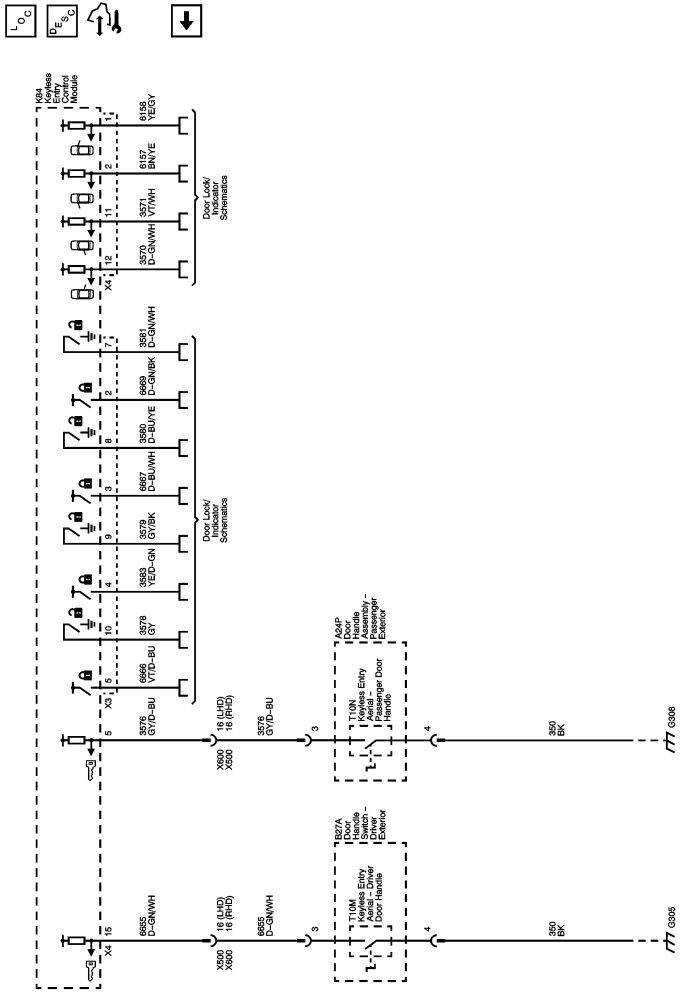 LOC
DESC
K84
Keyless
Entry
Control
Module
1
6158
YE/GY
2
6157
BN/YE
11
3571
VT/WH
12
3570
D-GN/WH
X4
Door Lock/
Indicator
Schematics
7
3581
D-GN/WH
2
6669
D-GN/BK
8
3580
D-BU/YE
3
6667
D-BU/WH
9
3579
GY/BK
4
3583
YE/D-GN
10
3578
GY
5
6666
VT/D-BU
X3
Door Lock/
Indicator
Schematics
5
3576
GY/D-BU
16 (LHD)
16 (RHD)
X600
X500
3576
GY/D-BU
3
A24P
Door
Handle
Assembly -
Passenger
Exterior
T10N
Keyless Entry
Aerial -
Passenger Door
Handle
4
350
BK
G308
15
X4
6655
D-GN/WH
16 (LHD)
16 (RHD)
X500
X600
6655
D-GN/WH
3
B27A
Door
Handle
Switch -
Driver
Exterior
T10M
Keyless Entry
Aerial - Driver
Door Handle
4
350
BK
G305